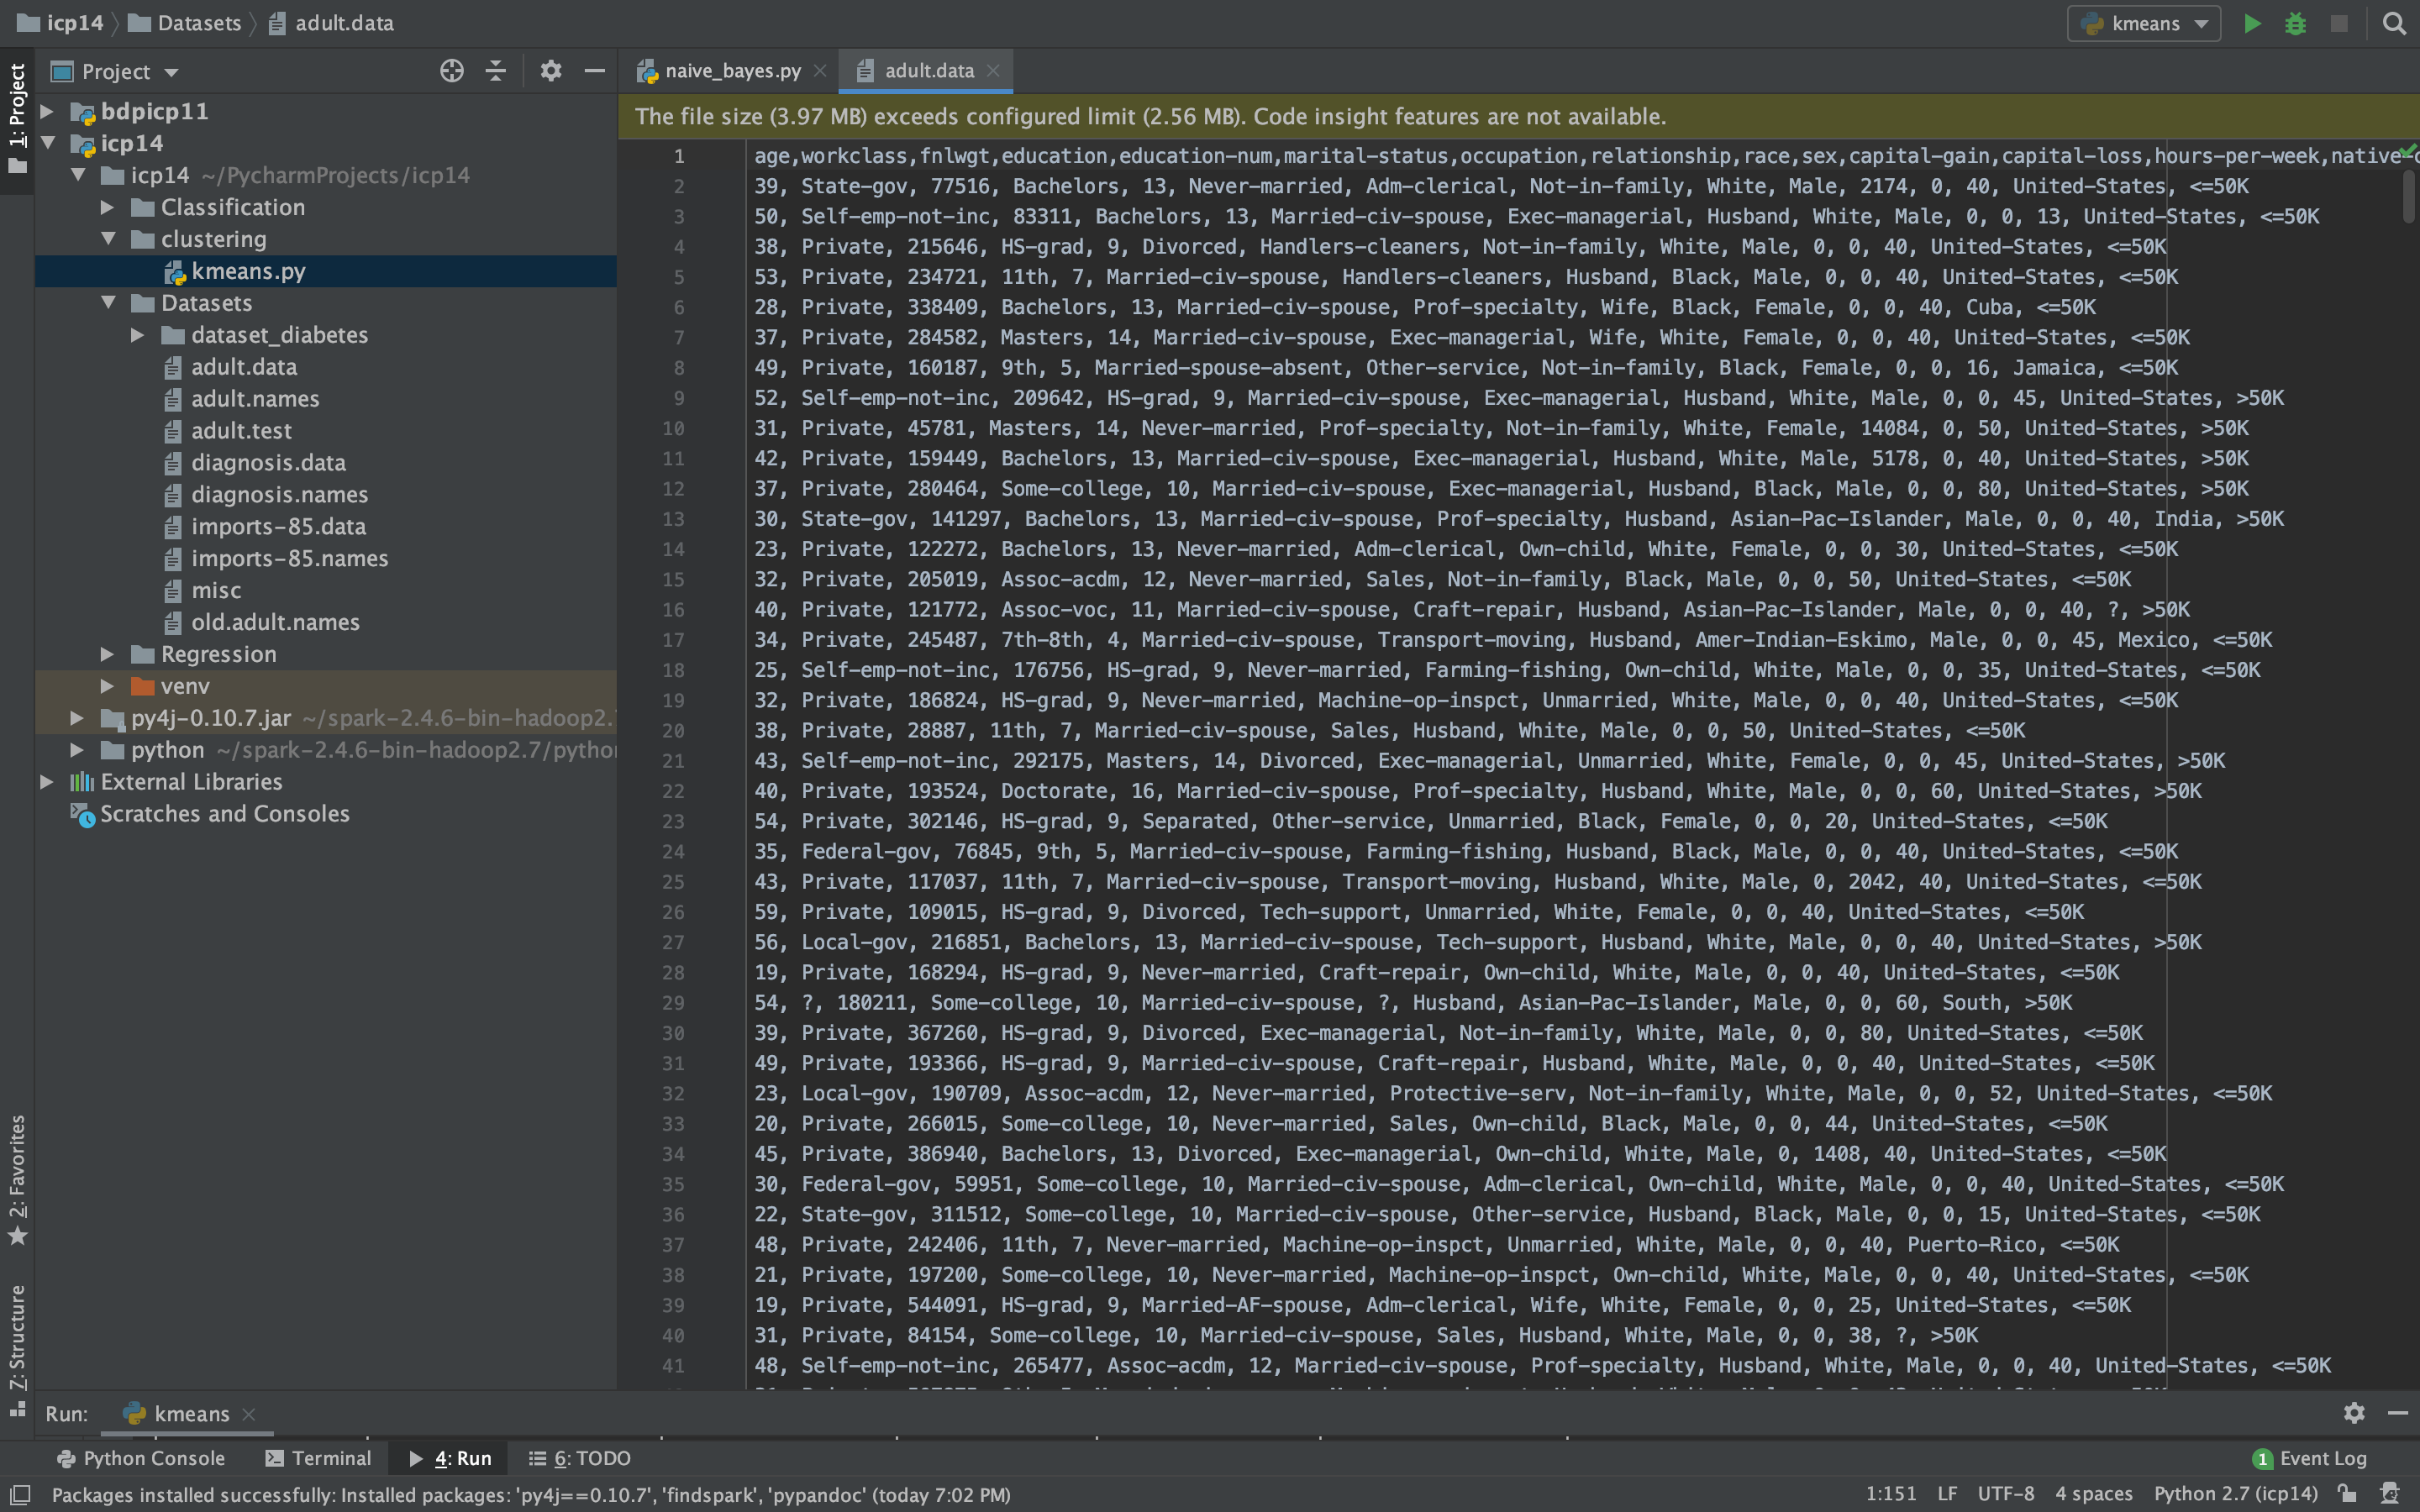 icp14 Datasets adult.data kmeans
1: Project
Project
naive_bayes.py adult.data
bdpicp11
icp14
icp14 ~/PycharmProjects/icp14
Classification
clustering
kmeans.py
Datasets
dataset_diabetes
adult.data
adult.names
adult.test
diagnosis.data
diagnosis.names
imports-85.data
imports-85.names
misc
old.adult.names
Regression
venv
py4j-0.10.7.jar ~/spark-2.4.6-bin-hadoop2.
python ~/spark-2.4.6-bin-hadoop2.7/pytho
External Libraries
Scratches and Consoles
The file size (3.97 MB) exceeds configured limit (2.56 MB). Code insight features are not available.
1 age,workclass,fnlwgt,education,education-num,marital-status,occupation,relationship,race,sex,capital-gain,capital-loss,hours-per-week,native-c
2 39, State-gov, 77516, Bachelors, 13, Never-married, Adm-clerical, Not-in-family, White, Male, 2174, 0, 40, United-States, <=50K
3 50, Self-emp-not-inc, 83311, Bachelors, 13, Married-civ-spouse, Exec-managerial, Husband, White, Male, 0, 0, 13, United-States, <=50K
4 38, Private, 215646, HS-grad, 9, Divorced, Handlers-cleaners, Not-in-family, White, Male, 0, 0, 40, United-States, <=50K
5 53, Private, 234721, 11th, 7, Married-civ-spouse, Handlers-cleaners, Husband, Black, Male, 0, 0, 40, United-States, <=50K
6 28, Private, 338409, Bachelors, 13, Married-civ-spouse, Prof-specialty, Wife, Black, Female, 0, 0, 40, Cuba, <=50K
7 37, Private, 284582, Masters, 14, Married-civ-spouse, Exec-managerial, Wife, White, Female, 0, 0, 40, United-States, <=50K
8 49, Private, 160187, 9th, 5, Married-spouse-absent, Other-service, Not-in-family, Black, Female, 0, 0, 16, Jamaica, <=50K
9 52, Self-emp-not-inc, 209642, HS-grad, 9, Married-civ-spouse, Exec-managerial, Husband, White, Male, 0, 0, 45, United-States, >50K
10 31, Private, 45781, Masters, 14, Never-married, Prof-specialty, Not-in-family, White, Female, 14084, 0, 50, United-States, >50K
11 42, Private, 159449, Bachelors, 13, Married-civ-spouse, Exec-managerial, Husband, White, Male, 5178, 0, 40, United-States, >50K
12 37, Private, 280464, Some-college, 10, Married-civ-spouse, Exec-managerial, Husband, Black, Male, 0, 0, 80, United-States, >50K
13 30, State-gov, 141297, Bachelors, 13, Married-civ-spouse, Prof-specialty, Husband, Asian-Pac-Islander, Male, 0, 0, 40, India, >50K
14 23, Private, 122272, Bachelors, 13, Never-married, Adm-clerical, Own-child, White, Female, 0, 0, 30, United-States, <=50K
15 32, Private, 205019, Assoc-acdm, 12, Never-married, Sales, Not-in-family, Black, Male, 0, 0, 50, United-States, <=50K
16 40, Private, 121772, Assoc-voc, 11, Married-civ-spouse, Craft-repair, Husband, Asian-Pac-Islander, Male, 0, 0, 40, ?, >50K
17 34, Private, 245487, 7th-8th, 4, Married-civ-spouse, Transport-moving, Husband, Amer-Indian-Eskimo, Male, 0, 0, 45, Mexico, <=50K
18 25, Self-emp-not-inc, 176756, HS-grad, 9, Never-married, Farming-fishing, Own-child, White, Male, 0, 0, 35, United-States, <=50K
19 32, Private, 186824, HS-grad, 9, Never-married, Machine-op-inspct, Unmarried, White, Male, 0, 0, 40, United-States, <=50K
20 38, Private, 28887, 11th, 7, Married-civ-spouse, Sales, Husband, White, Male, 0, 0, 50, United-States, <=50K
21 43, Self-emp-not-inc, 292175, Masters, 14, Divorced, Exec-managerial, Unmarried, White, Female, 0, 0, 45, United-States, >50K
22 40, Private, 193524, Doctorate, 16, Married-civ-spouse, Prof-specialty, Husband, White, Male, 0, 0, 60, United-States, >50K
23 54, Private, 302146, HS-grad, 9, Separated, Other-service, Unmarried, Black, Female, 0, 0, 20, United-States, <=50K
24 35, Federal-gov, 76845, 9th, 5, Married-civ-spouse, Farming-fishing, Husband, Black, Male, 0, 0, 40, United-States, <=50K
25 43, Private, 117037, 11th, 7, Married-civ-spouse, Transport-moving, Husband, White, Male, 0, 2042, 40, United-States, <=50K
26 59, Private, 109015, HS-grad, 9, Divorced, Tech-support, Unmarried, White, Female, 0, 0, 40, United-States, <=50K
27 56, Local-gov, 216851, Bachelors, 13, Married-civ-spouse, Tech-support, Husband, White, Male, 0, 0, 40, United-States, >50K
28 19, Private, 168294, HS-grad, 9, Never-married, Craft-repair, Own-child, White, Male, 0, 0, 40, United-States, <=50K
29 54, ?, 180211, Some-college, 10, Married-civ-spouse, ?, Husband, Asian-Pac-Islander, Male, 0, 0, 60, South, >50K
30 39, Private, 367260, HS-grad, 9, Divorced, Exec-managerial, Not-in-family, White, Male, 0, 0, 80, United-States, <=50K
31 49, Private, 193366, HS-grad, 9, Married-civ-spouse, Craft-repair, Husband, White, Male, 0, 0, 40, United-States, <=50K
32 23, Local-gov, 190709, Assoc-acdm, 12, Never-married, Protective-serv, Not-in-family, White, Male, 0, 0, 52, United-States, <=50K
33 20, Private, 266015, Some-college, 10, Never-married, Sales, Own-child, Black, Male, 0, 0, 44, United-States, <=50K
34 45, Private, 386940, Bachelors, 13, Divorced, Exec-managerial, Own-child, White, Male, 0, 1408, 40, United-States, <=50K
35 30, Federal-gov, 59951, Some-college, 10, Married-civ-spouse, Adm-clerical, Own-child, White, Male, 0, 0, 40, United-States, <=50K
36 22, State-gov, 311512, Some-college, 10, Married-civ-spouse, Other-service, Husband, Black, Male, 0, 0, 15, United-States, <=50K
37 48, Private, 242406, 11th, 7, Never-married, Machine-op-inspct, Unmarried, White, Male, 0, 0, 40, Puerto-Rico, <=50K
38 21, Private, 197200, Some-college, 10, Never-married, Machine-op-inspct, Own-child, White, Male, 0, 0, 40, United-States, <=50K
39 19, Private, 544091, HS-grad, 9, Married-AF-spouse, Adm-clerical, Wife, White, Female, 0, 0, 25, United-States, <=50K
40 31, Private, 84154, Some-college, 10, Married-civ-spouse, Sales, Husband, White, Male, 0, 0, 38, ?, >50K
41 48, Self-emp-not-inc, 265477, Assoc-acdm, 12, Married-civ-spouse, Prof-specialty, Husband, White, Male, 0, 0, 40, United-States, <=50K
2: Favorites
Z: Structure
Run: kmeans
Python Console Terminal 4: Run 6: TODO 1 Event Log
Packages installed successfully: Installed packages: 'py4j==0.10.7', 'findspark', 'pypandoc' (today 7:02 PM) 1:151 LF UTF-8 4 spaces Python 2.7 (icp14)